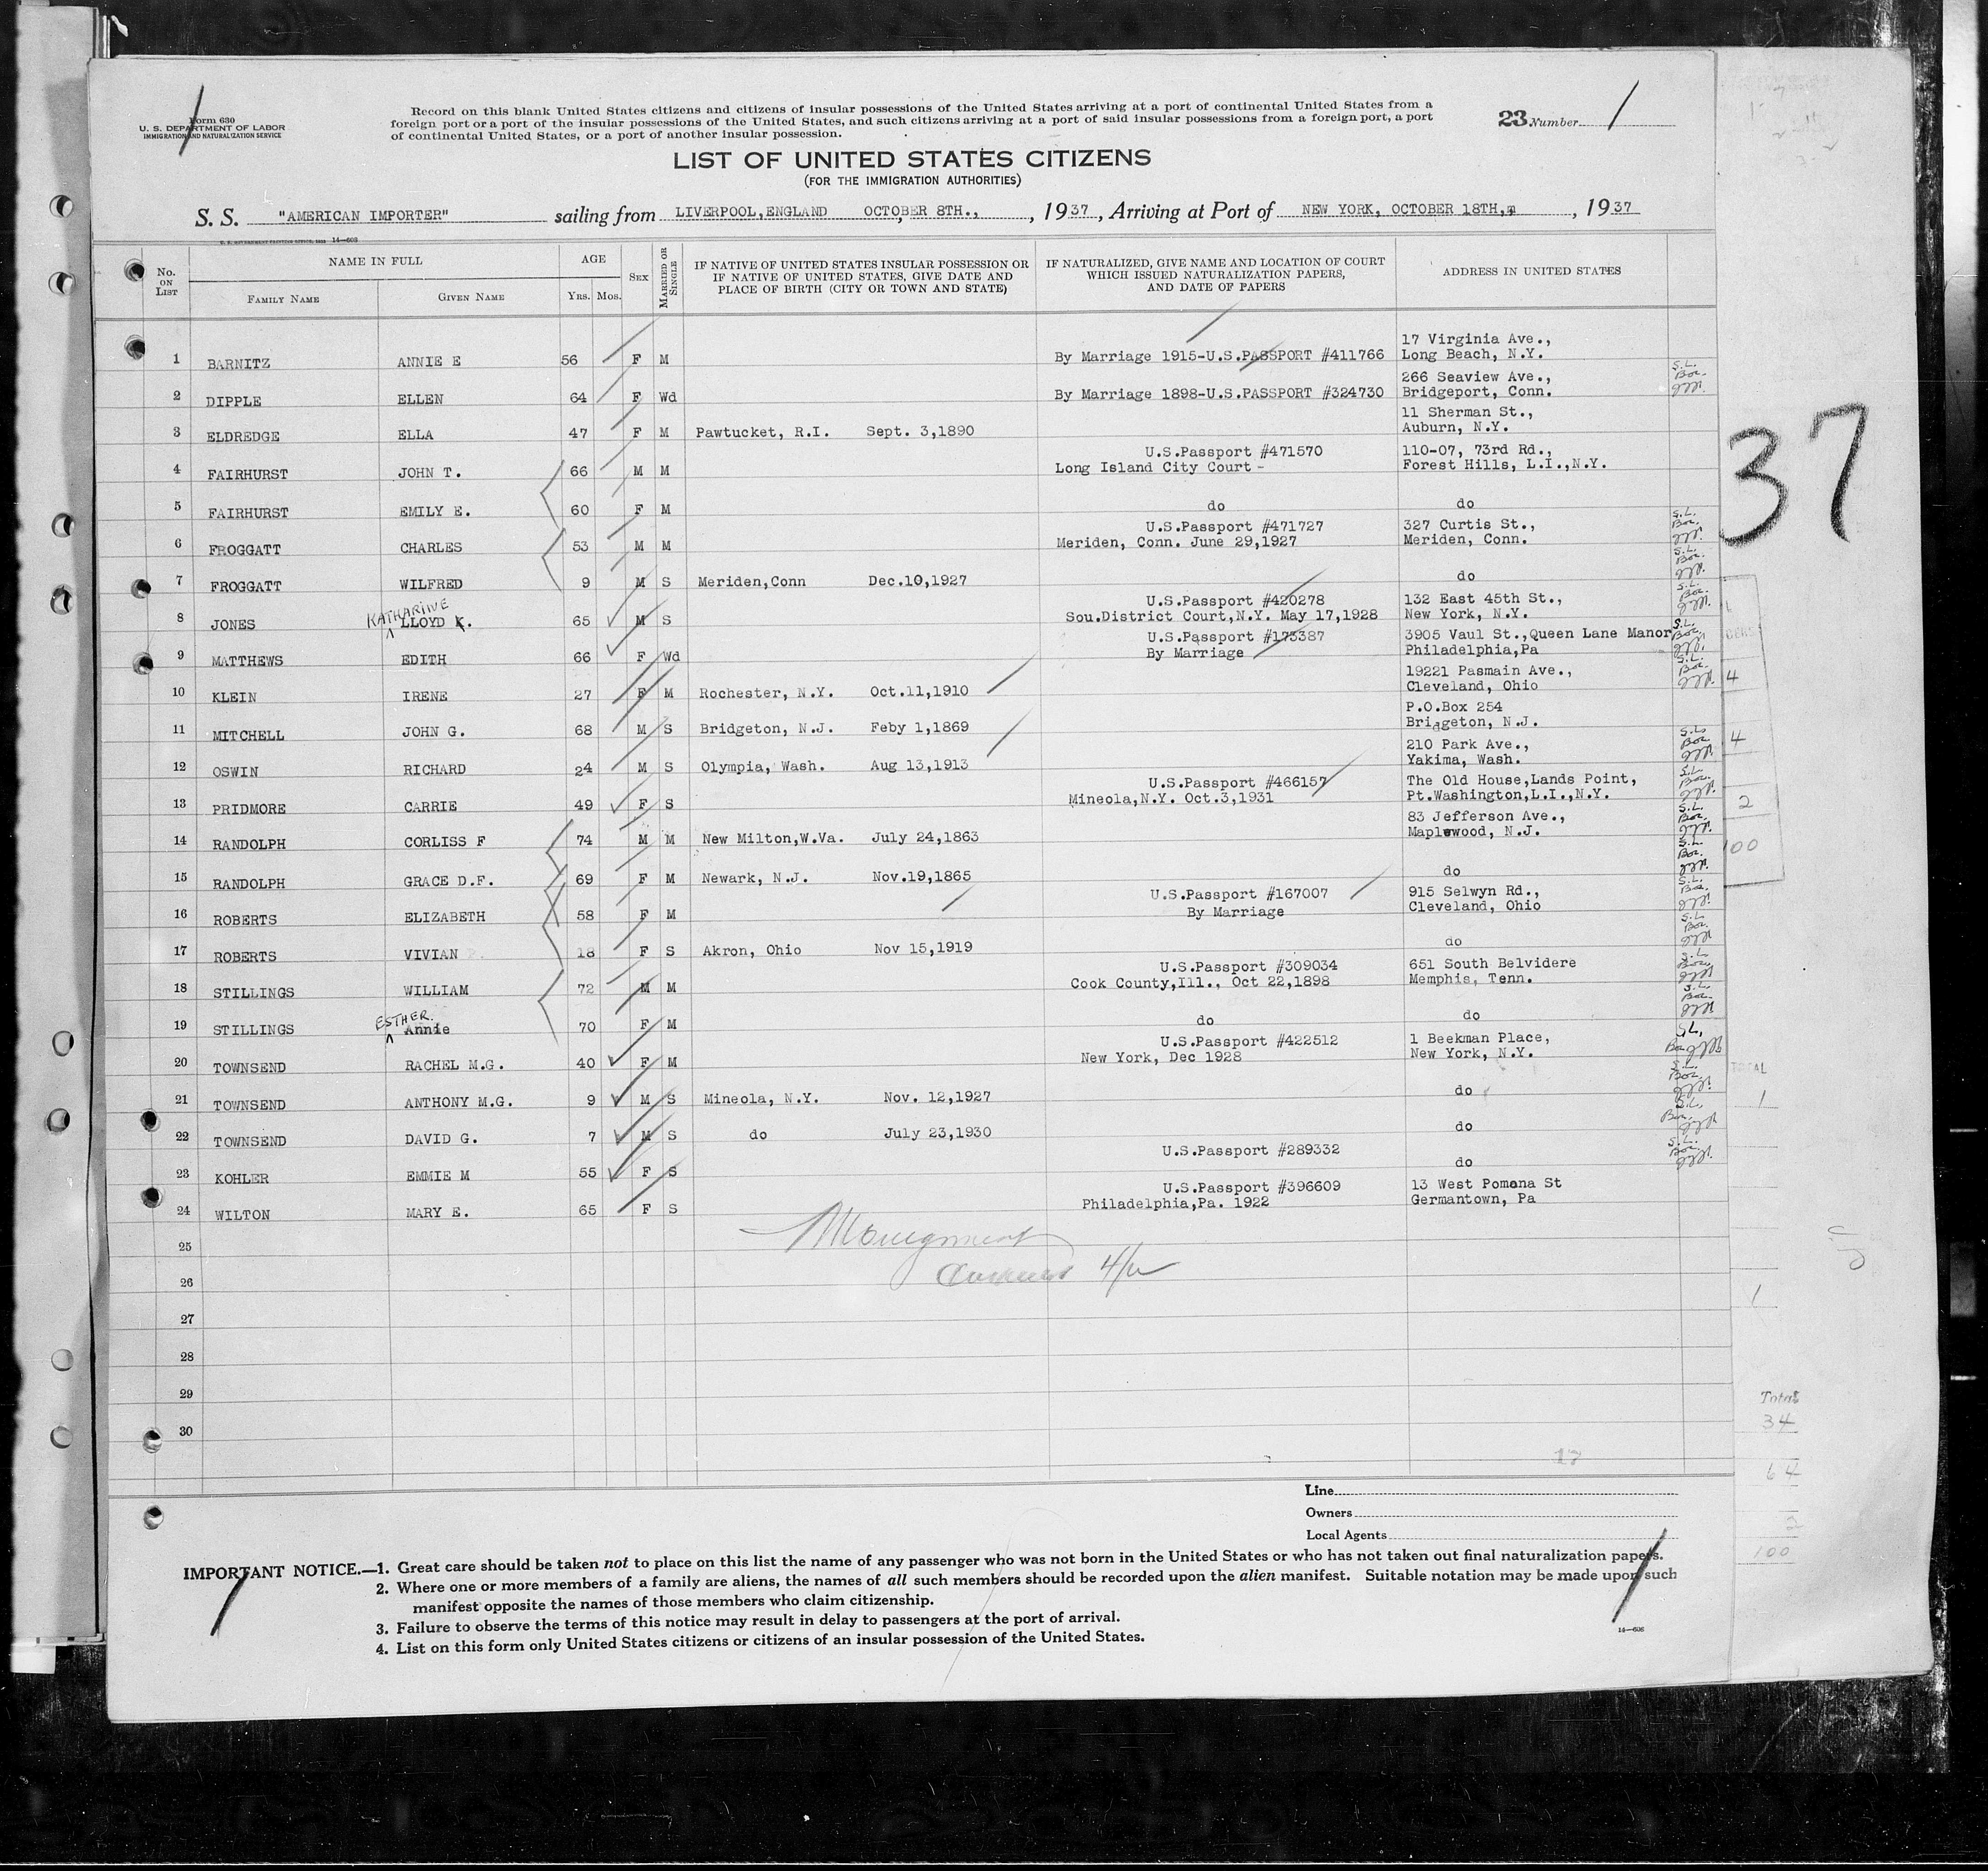 Form 630
U. S. DEPARTMENT OF LABOR
IMMIGRATION AND NATURALIZATION SERVICE
Record on this blank United States citizens and citizens of insular possessions of the United States arriving at a port of continental United States from a
foreign port or a port of the insular possessions of the United States, and such citizens arriving at a port of said insular possessions from a foreign port, a port
of continental United States, or a port of another insular possession.
23 Number 1
LIST OF UNITED STATES CITIZENS
(FOR THE IMMIGRATION AUTHORITIES)
S. S. "AMERICAN IMPORTER" sailing from LIVERPOOL,ENGLAND OCTOBER 8TH., , 1937, Arriving at Port of NEW YORK, OCTOBER 18TH, , 1937
U. S. GOVERNMENT PRINTING OFFICE 14—606
No. ON LIST
NAME IN FULL
FAMILY NAME
GIVEN NAME
AGE
YRS. MOS.
SEX
MARRIED OR SINGLE
IF NATIVE OF UNITED STATES INSULAR POSSESSION OR
IF NATIVE OF UNITED STATES, GIVE DATE AND
PLACE OF BIRTH (CITY OR TOWN AND STATE)
IF NATURALIZED, GIVE NAME AND LOCATION OF COURT
WHICH ISSUED NATURALIZATION PAPERS,
AND DATE OF PAPERS
ADDRESS IN UNITED STATES
17 Virginia Ave.,
1 BARNITZ ANNIE E 56 F M By Marriage 1915-U.S.PASSPORT #411766 Long Beach, N.Y.
266 Seaview Ave.,
2 DIPPLE ELLEN 64 F Wd By Marriage 1898-U.S.PASSPORT #324730 Bridgeport, Conn.
11 Sherman St.,
3 ELDREDGE ELLA 47 F M Pawtucket, R.I. Sept. 3,1890 Auburn, N.Y.
U.S.Passport #471570 110-07, 73rd Rd.,
4 FAIRHURST JOHN T. 66 M M Long Island City Court - Forest Hills, L.I.,N.Y.
5 FAIRHURST EMILY E. 60 F M do do
U.S.Passport #471727 327 Curtis St.,
6 FROGGATT CHARLES 53 M M Meriden, Conn. June 29,1927 Meriden, Conn.
7 FROGGATT WILFRED 9 M S Meriden,Conn Dec.10,1927 do
KATHARINE U.S.Passport #420278 132 East 45th St.,
8 JONES LLOYD K. 65 M S Sou.District Court,N.Y. May 17,1928 New York, N.Y.
U.S.Passport #173387 3905 Vaul St.,Queen Lane Manor
9 MATTHEWS EDITH 66 F Wd By Marriage Philadelphia,Pa
19221 Pasmain Ave.,
10 KLEIN IRENE 27 F M Rochester, N.Y. Oct.11,1910 Cleveland, Ohio
P.O.Box 254
11 MITCHELL JOHN G. 68 M S Bridgeton, N.J. Feby 1,1869 Bridgeton, N.J.
210 Park Ave.,
12 OSWIN RICHARD 24 M S Olympia, Wash. Aug 13,1913 Yakima, Wash.
U.S.Passport #466157 The Old House,Lands Point,
13 PRIDMORE CARRIE 49 F S Mineola,N.Y. Oct.3,1931 Pt.Washington,L.I.,N.Y.
83 Jefferson Ave.,
14 RANDOLPH CORLISS F 74 M M New Milton,W.Va. July 24,1863 Maplewood, N.J.
15 RANDOLPH GRACE D.F. 69 F M Newark, N.J. Nov.19,1865 do
U.S.Passport #167007 915 Selwyn Rd.,
16 ROBERTS ELIZABETH 58 F M By Marriage Cleveland, Ohio
17 ROBERTS VIVIAN 18 F S Akron, Ohio Nov 15,1919 do
U.S.Passport #309034 651 South Belvidere
18 STILLINGS WILLIAM 72 M M Cook County,Ill., Oct 22,1898 Memphis, Tenn.
ESTHER.
19 STILLINGS Annie 70 F M do do
U.S.Passport #422512 1 Beekman Place,
20 TOWNSEND RACHEL M.G. 40 F M New York, Dec 1928 New York, N.Y.
21 TOWNSEND ANTHONY M.G. 9 M S Mineola, N.Y. Nov. 12,1927 do
22 TOWNSEND DAVID G. 7 M S do July 23,1930 do
U.S.Passport #289332
23 KOHLER EMMIE M 55 F S do
U.S.Passport #396609 13 West Pomona St
24 WILTON MARY E. 65 F S Philadelphia,Pa. 1922 Germantown, Pa
25
26
27
28
29
30
37
17
Total
34
64
2
100
Line
Owners
Local Agents
IMPORTANT NOTICE.—1. Great care should be taken not to place on this list the name of any passenger who was not born in the United States or who has not taken out final naturalization papers.
2. Where one or more members of a family are aliens, the names of all such members should be recorded upon the alien manifest. Suitable notation may be made upon such
manifest opposite the names of those members who claim citizenship.
3. Failure to observe the terms of this notice may result in delay to passengers at the port of arrival.
4. List on this form only United States citizens or citizens of an insular possession of the United States.
14—606